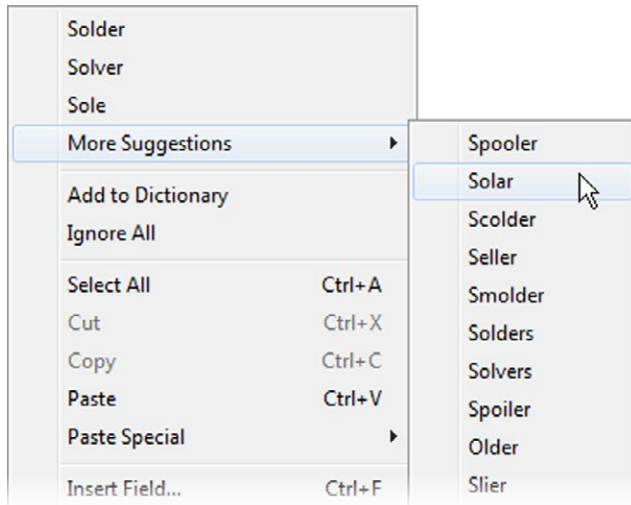 Solder
Solver
Sole
More Suggestions
Add to Dictionary
Ignore All
Select All Ctrl+A
Cut Ctrl+X
Copy Ctrl+C
Paste Ctrl+V
Paste Special
Insert Field... Ctrl+F
Spooler
Solar
Scolder
Seller
Smolder
Solders
Solvers
Spoiler
Older
Slier